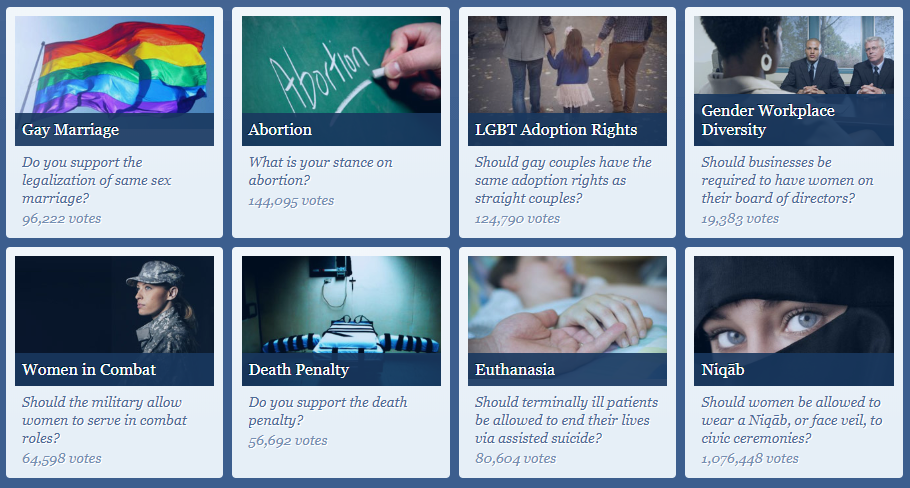 Abortion
Gay Marriage
Do you support the
legalization of same sex
marriage?
96,222 votes
Abortion
What is your stance on
abortion?
144,095 votes
LGBT Adoption Rights
Should gay couples have the
same adoption rights as
straight couples?
124,790 votes
Gender Workplace
Diversity
Should businesses be
required to have women on
their board of directors?
19,383 votes
Women in Combat
Should the military allow
women to serve in combat
roles?
64,598 votes
Death Penalty
Do you support the death
penalty?
56,692 votes
Euthanasia
Should terminally ill patients
be allowed to end their lives
via assisted suicide?
80,604 votes
Niqāb
Should women be allowed to
wear a Niqāb, or face veil, to
civic ceremonies?
1,076,448 votes